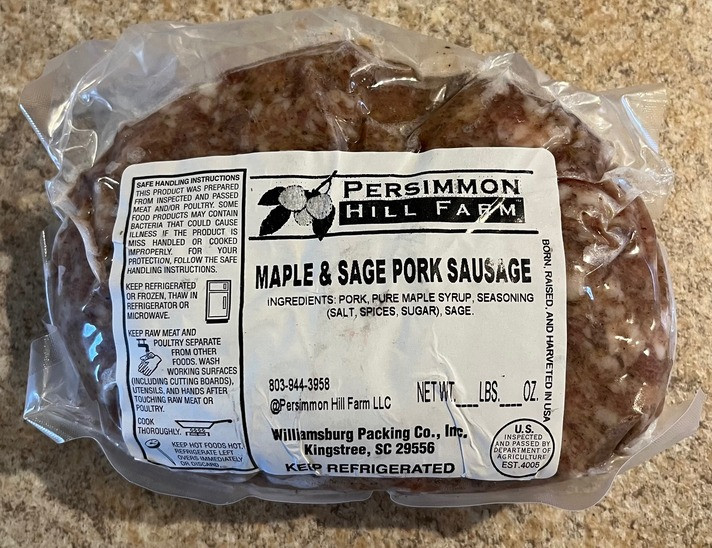 SAFE HANDLING INSTRUCTIONS
THIS PRODUCT WAS PREPARED
FROM INSPECTED AND PASSED
MEAT AND/OR POULTRY. SOME
FOOD PRODUCTS MAY CONTAIN
BACTERIA THAT COULD CAUSE
ILLNESS IF THE PRODUCT IS
MISS HANDLED OR COOKED
IMPROPERLY. FOR YOUR
PROTECTION, FOLLOW THE SAFE
HANDLING INSTRUCTIONS.
KEEP REFRIGERATED
OR FROZEN, THAW IN
REFRIGERATOR OR
MICROWAVE.
KEEP RAW MEAT AND
POULTRY SEPARATE
FROM OTHER
FOODS. WASH
WORKING SURFACES
(INCLUDING CUTTING BOARDS),
UTENSILS, AND HANDS AFTER
TOUCHING RAW MEAT OR
POULTRY.
COOK
THOROUGHLY.
KEEP HOT FOODS HOT,
REFRIGERATE LEFT
OVERS IMMEDIATELY
OR DISCARD
PERSIMMON
HILL FARM
MAPLE & SAGE PORK SAUSAGE
INGREDIENTS: PORK, PURE MAPLE SYRUP, SEASONING
(SALT, SPICES, SUGAR), SAGE.
803-944-3958
@Persimmon Hill Farm LLC
NET WT.____LBS.____OZ.
Williamsburg Packing Co., Inc.
Kingstree, SC 29556
KEEP REFRIGERATED
BORN, RAISED, AND HARVETED IN USA
U.S.
INSPECTED
AND PASSED BY
DEPARTMENT OF
AGRICULTURE
EST.4005